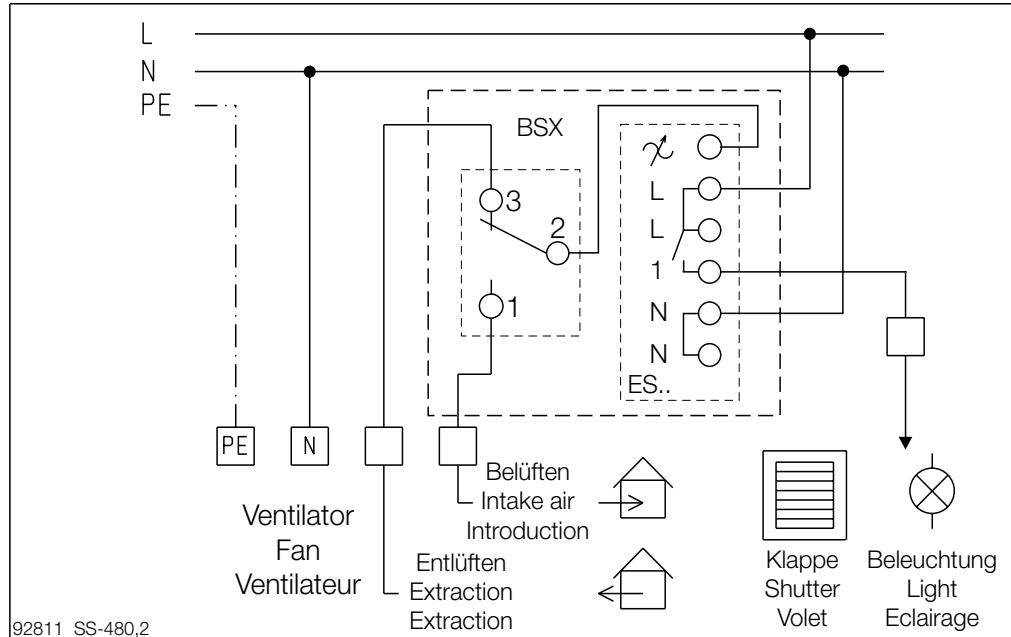 L
N
PE
BSX
3
2
1
L
L
1
N
N
ES..
PE
N
Ventilator
Fan
Ventilateur
Belüften
Intake air
Introduction
Entlüften
Extraction
Extraction
Klappe
Shutter
Volet
Beleuchtung
Light
Eclairage
92811 SS-480,2